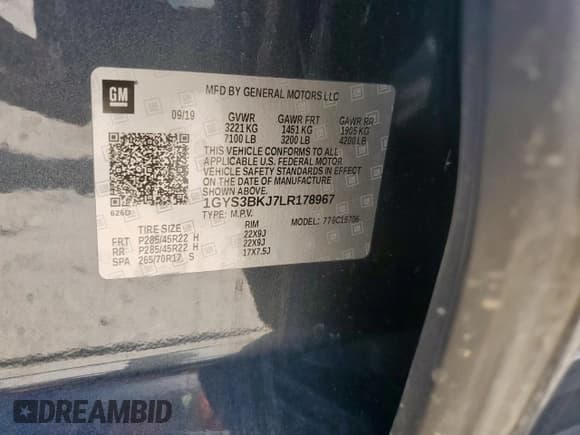 GM
MFD BY GENERAL MOTORS LLC
09/19 GVWR GAWR FRT GAWR RR
3221 KG 1451 KG 1905 KG
7100 LB 3200 LB 4200 LB
THIS VEHICLE CONFORMS TO ALL
APPLICABLE U.S. FEDERAL MOTOR
VEHICLE SAFETY STANDARDS IN EFFECT
ON THE DATE OF MANUFACTURE SHOWN ABOVE.
626D 1GYS3BKJ7LR178967
TYPE: M.P.V. MODEL:
TIRE SIZE RIM
FRT P285/45R22 H 22X9J
RR P285/45R22 H 22X9J
SPA 265/70R17 S 17X7.5J
DREAMBID